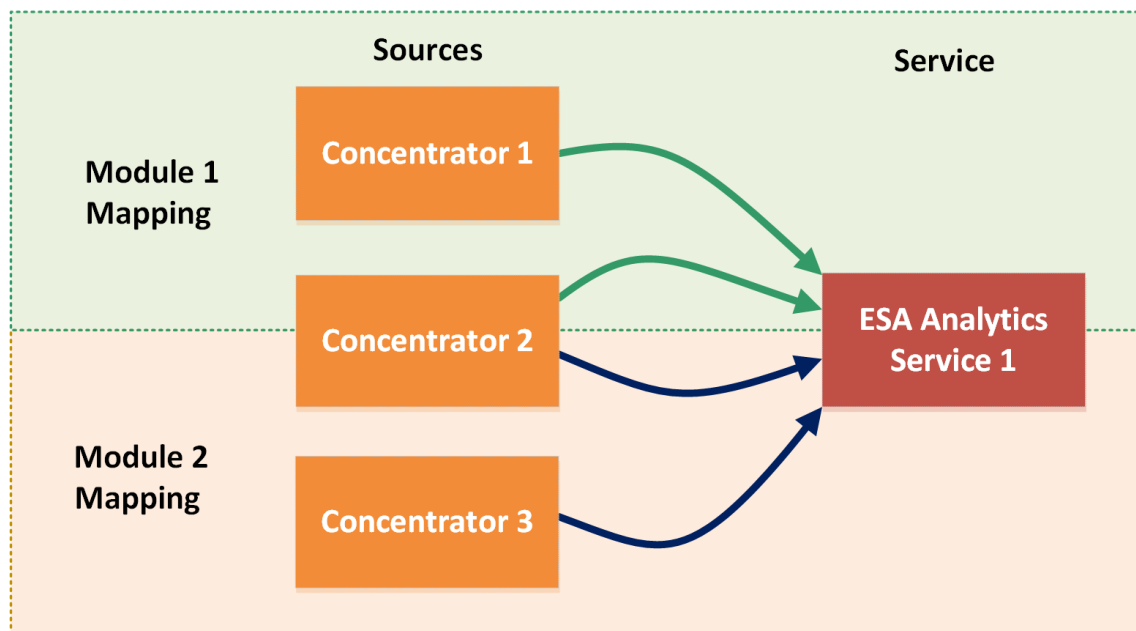 Sources
Service
Module 1
Mapping
Concentrator 1
Concentrator 2
ESA Analytics
Service 1
Module 2
Mapping
Concentrator 3